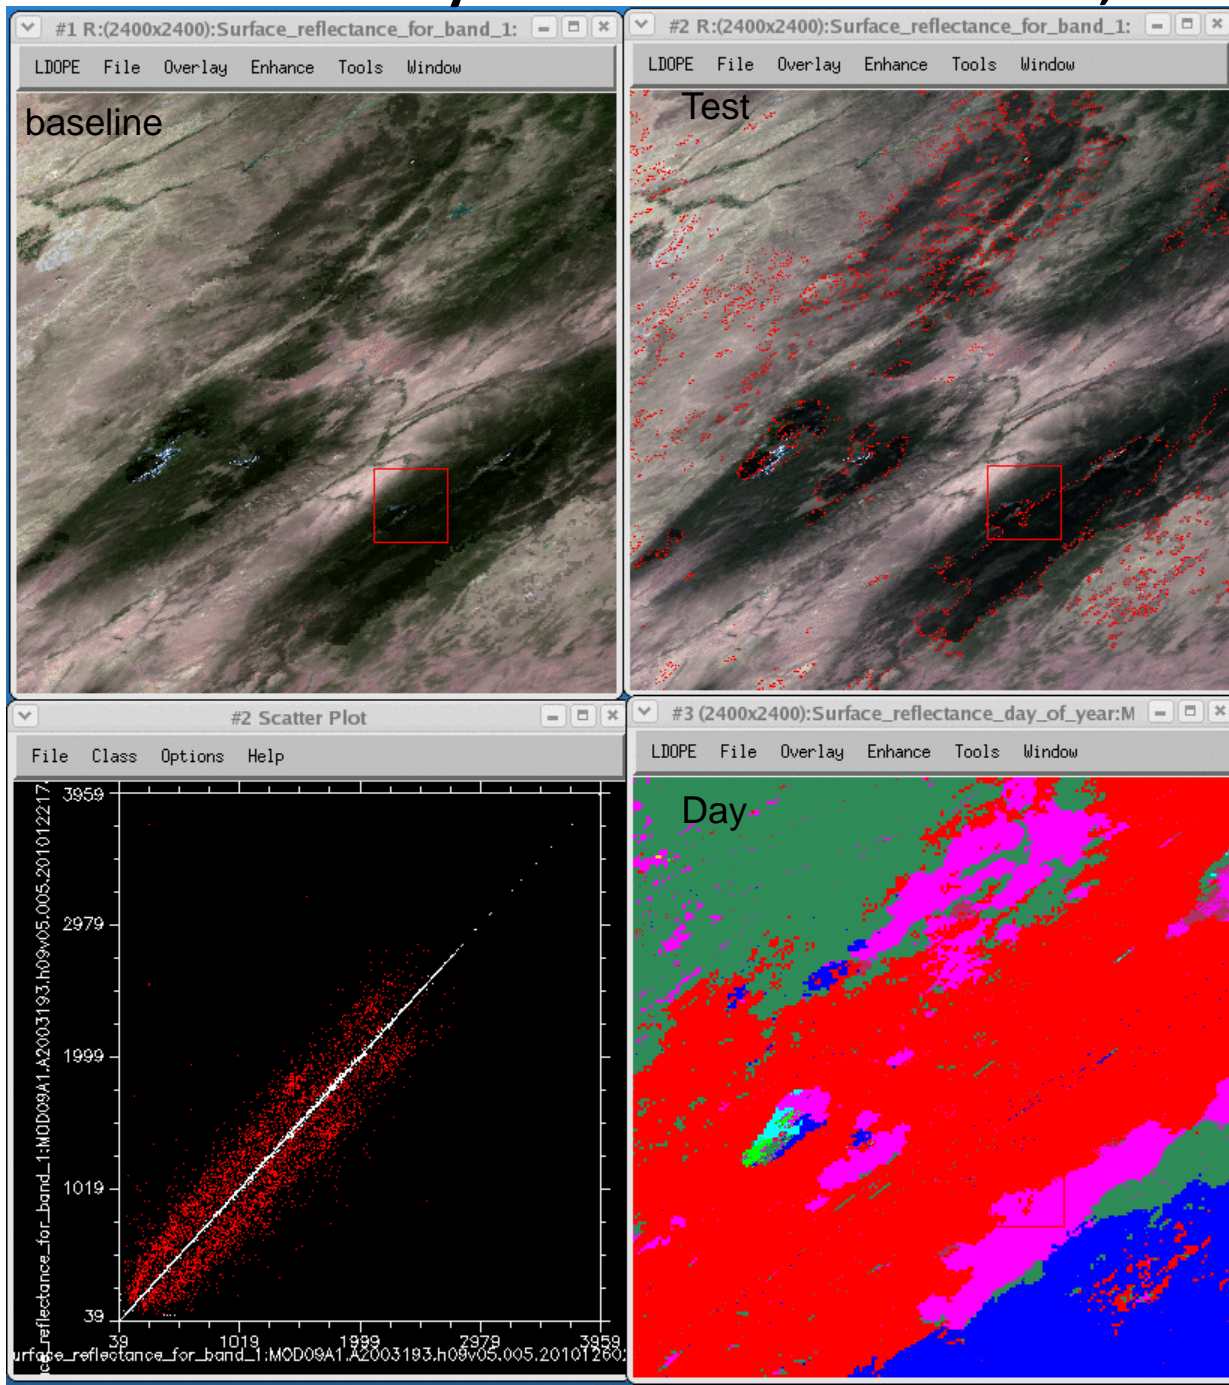 #1 R:(2400x2400):Surface_reflectance_for_band_1:
LDOPE File Overlay Enhance Tools Window
baseline
#2 R:(2400x2400):Surface_reflectance_for_band_1:
LDOPE File Overlay Enhance Tools Window
Test
#2 Scatter Plot
File Class Options Help
3959
2979
1999
1019
39
39 1019 1999 2979 3959
ce_reflectance_for_band_1:MOD09A1.A2003193.h09v05.005.201012217
urface_reflectance_for_band_1:MOD09A1.A2003193.h09v05.005.20101260
#3 (2400x2400):Surface_reflectance_day_of_year:M
LDOPE File Overlay Enhance Tools Window
Day